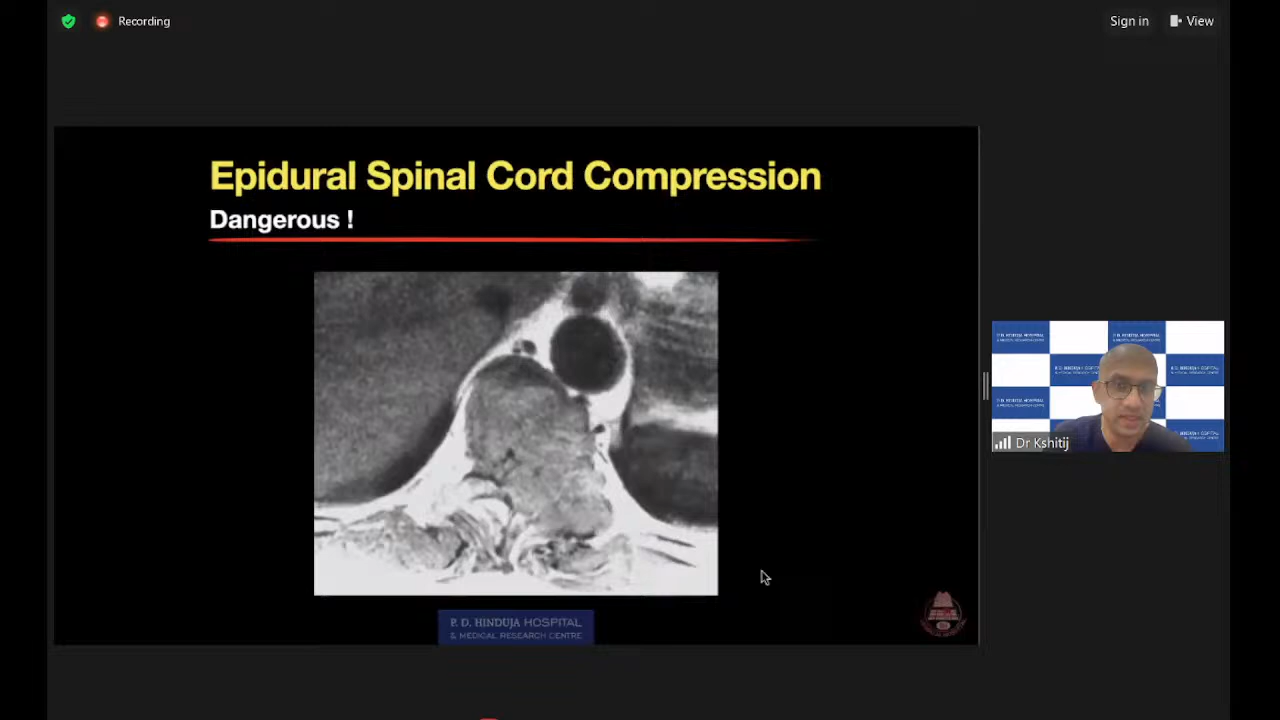 Recording
Sign in
View
Epidural Spinal Cord Compression
Dangerous !
P. D. HINDUJA HOSPITAL
& MEDICAL RESEARCH CENTRE
Dr Kshitij